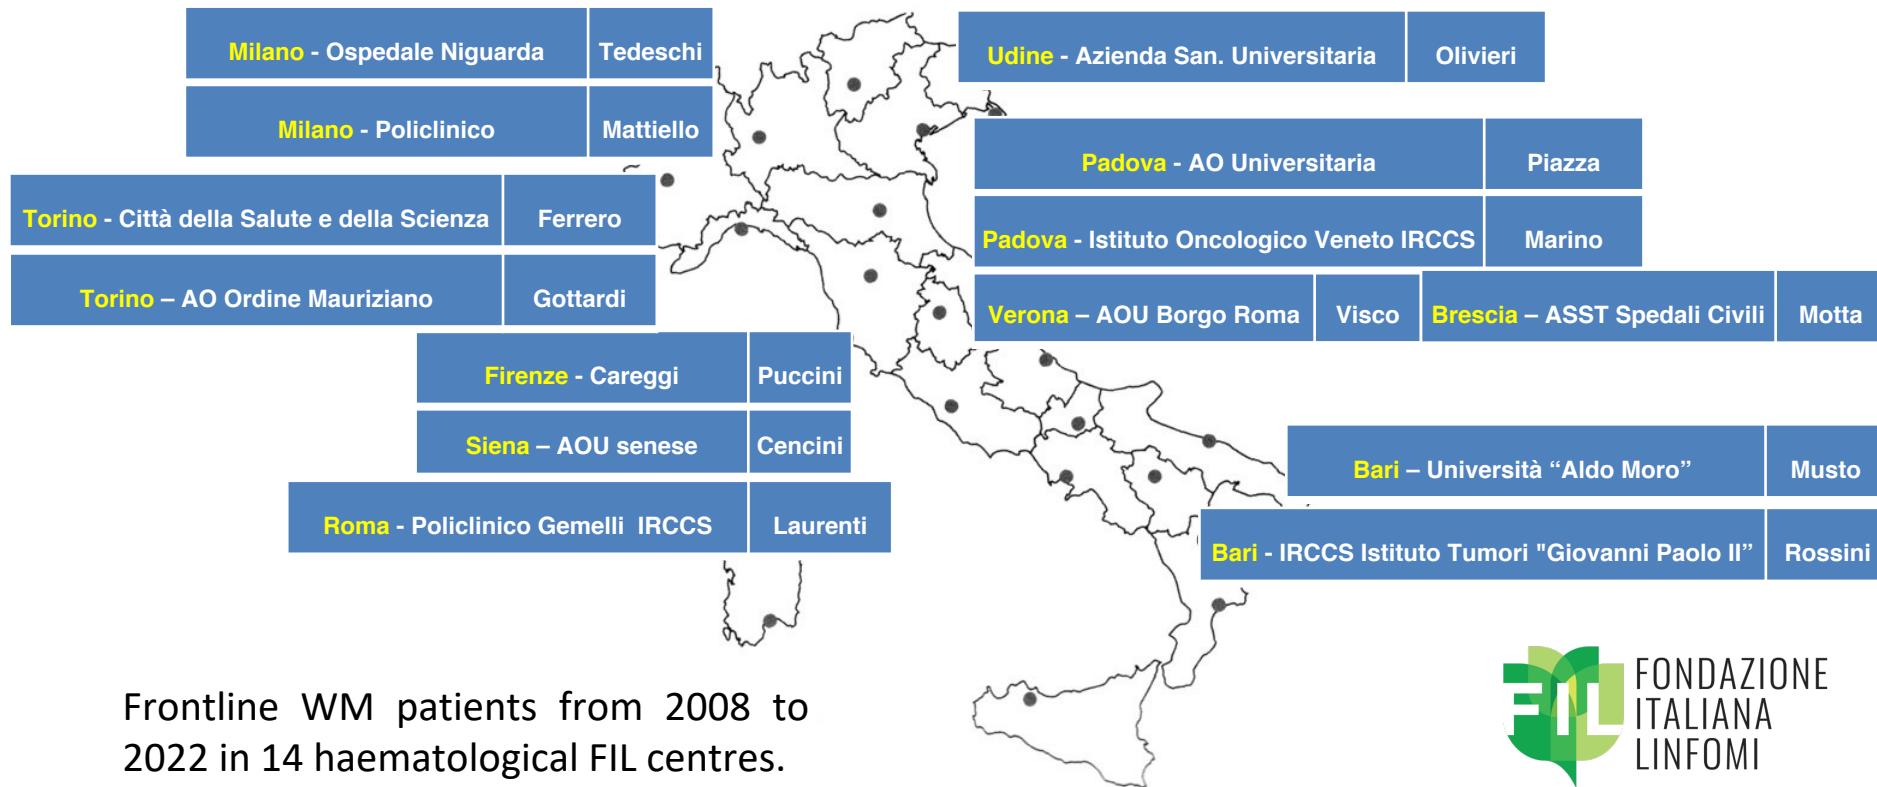 Milano - Ospedale Niguarda Tedeschi
Milano - Policlinico Mattiello
Torino - Città della Salute e della Scienza Ferrero
Torino – AO Ordine Mauriziano Gottardi
Firenze - Careggi Puccini
Siena – AOU senese Cencini
Roma - Policlinico Gemelli IRCCS Laurenti
Udine - Azienda San. Universitaria Olivieri
Padova - AO Universitaria Piazza
Padova - Istituto Oncologico Veneto IRCCS Marino
Verona – AOU Borgo Roma Visco Brescia – ASST Spedali Civili Motta
Bari – Università “Aldo Moro” Musto
Bari - IRCCS Istituto Tumori "Giovanni Paolo II” Rossini
Frontline WM patients from 2008 to
2022 in 14 haematological FIL centres.
FIL
FONDAZIONE
ITALIANA
LINFOMI